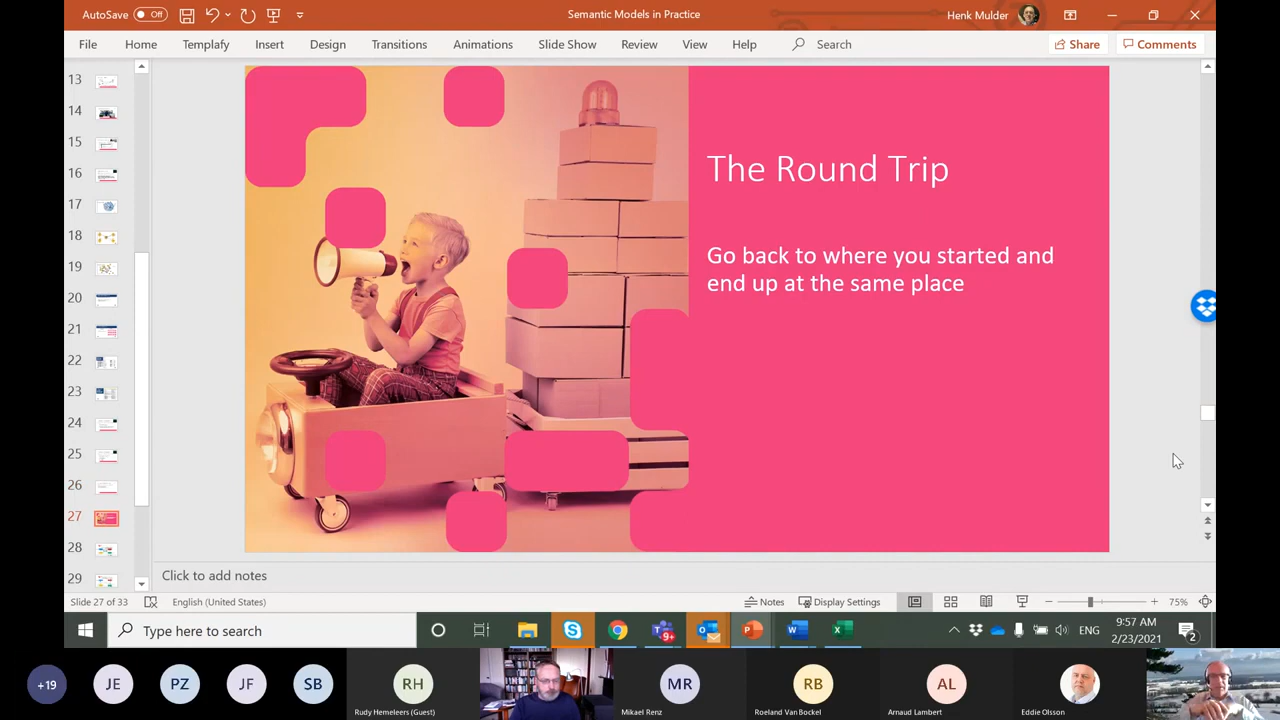 AutoSave Off
Semantic Models in Practice
Henk Mulder
File Home Templafy Insert Design Transitions Animations Slide Show Review View Help Search Share Comments
13
14
15
16
17
18
19
20
21
22
23
24
25
26
27
28
29
The Round Trip
Go back to where you started and
end up at the same place
Click to add notes
Slide 27 of 33 English (United States) Notes Display Settings 75%
Type here to search
9+
ENG
9:57 AM
2/23/2021
2
+19 JE PZ JF SB RH MR RB AL
Rudy Hemeleers (Guest) Mikael Renz Roeland Van Bockel Arnaud Lambert Eddie Olsson